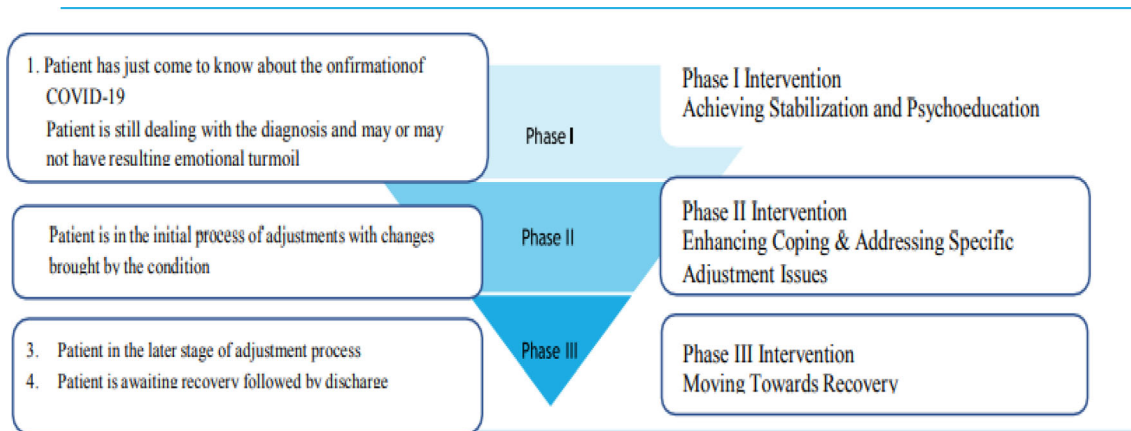 1. Patient has just come to know about the onfirmationof
COVID-19
Patient is still dealing with the diagnosis and may or may
not have resulting emotional turmoil
Phase I
Phase I Intervention
Achieving Stabilization and Psychoeducation
Patient is in the initial process of adjustments with changes
brought by the condition
Phase II
Phase II Intervention
Enhancing Coping & Addressing Specific
Adjustment Issues
3. Patient in the later stage of adjustment process
4. Patient is awaiting recovery followed by discharge
Phase III
Phase III Intervention
Moving Towards Recovery